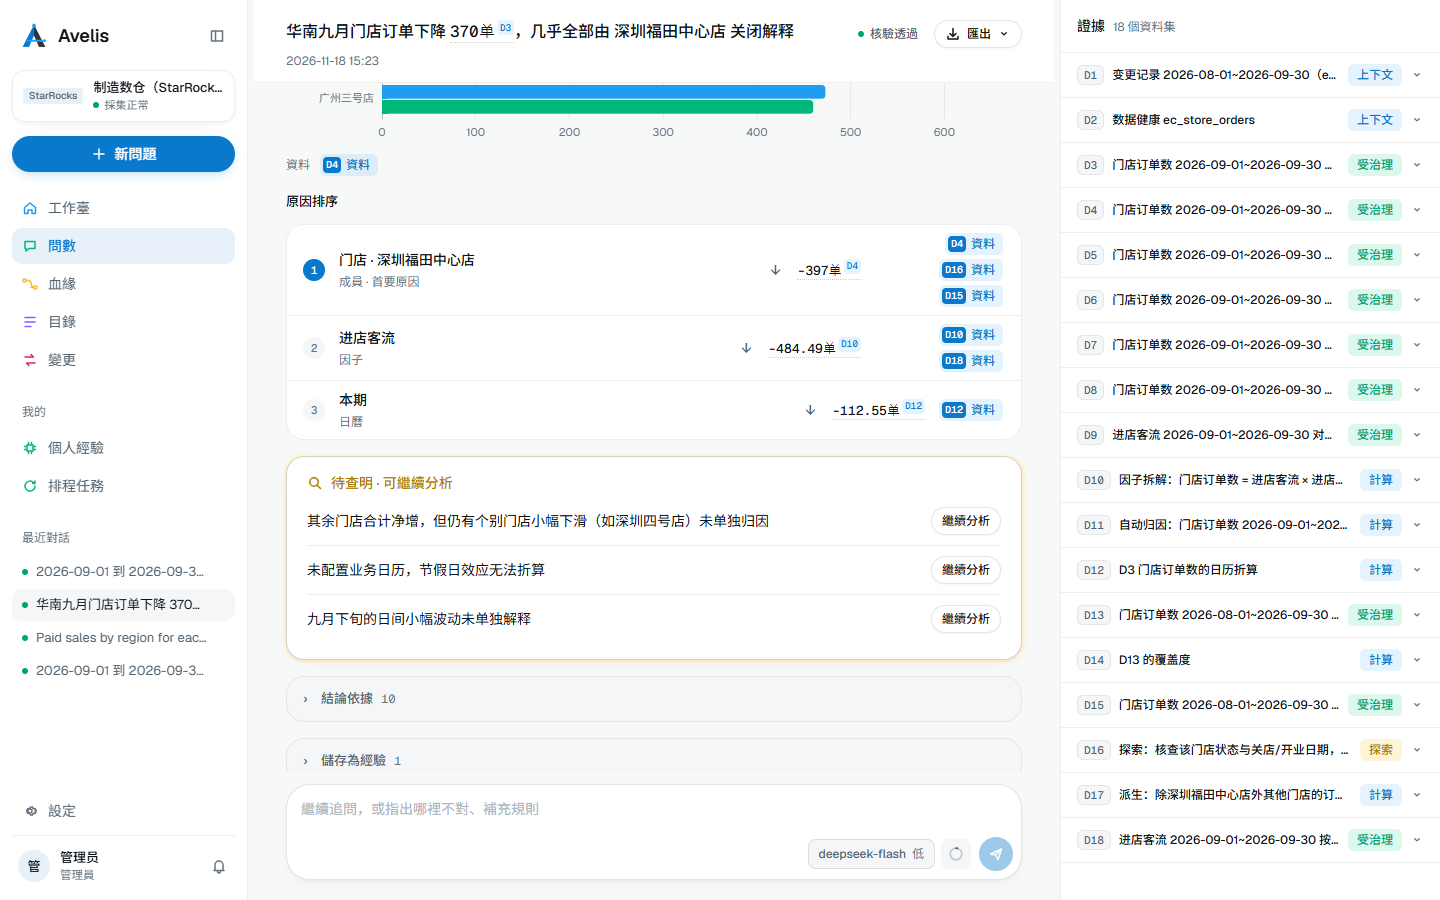 Avelis
StarRocks
制造数仓（StarRock...
採集正常
新問題
工作臺
問數
血緣
目錄
變更
我的
個人經驗
排程任務
最近對話
2026-09-01 到 2026-09-3...
华南九月门店订单下降 370...
Paid sales by region for eac...
2026-09-01 到 2026-09-3...
設定
管
管理员
管理員
华南九月门店订单下降 370单 D3，几乎全部由 深圳福田中心店 关闭解释
2026-11-18 15:23
核驗透過
匯出
广州三号店
0 100 200 300 400 500 600
資料 D4 資料
原因排序
1 门店 · 深圳福田中心店
成員 · 首要原因
↓ -397单 D4
D4 資料
D16 資料
D15 資料
2 进店客流
因子
↓ -484.49单 D10
D10 資料
D18 資料
3 本期
日曆
↓ -112.55单 D12
D12 資料
待查明 · 可繼續分析
其余门店合计净增，但仍有个别门店小幅下滑（如深圳四号店）未单独归因 繼續分析
未配置业务日历，节假日效应无法折算 繼續分析
九月下旬的日间小幅波动未单独解释 繼續分析
› 結論依據 10
› 儲存為經驗 1
繼續追問，或指出哪裡不對、補充規則
deepseek-flash 低
證據 18 個資料集
D1 变更记录 2026-08-01~2026-09-30（e... 上下文
D2 数据健康 ec_store_orders 上下文
D3 门店订单数 2026-09-01~2026-09-30 ... 受治理
D4 门店订单数 2026-09-01~2026-09-30 ... 受治理
D5 门店订单数 2026-09-01~2026-09-30 ... 受治理
D6 门店订单数 2026-09-01~2026-09-30 ... 受治理
D7 门店订单数 2026-09-01~2026-09-30 ... 受治理
D8 门店订单数 2026-09-01~2026-09-30 ... 受治理
D9 进店客流 2026-09-01~2026-09-30 对... 受治理
D10 因子拆解：门店订单数 = 进店客流 × 进店... 計算
D11 自动归因：门店订单数 2026-09-01~202... 計算
D12 D3 门店订单数的日历折算 計算
D13 门店订单数 2026-08-01~2026-09-30 ... 受治理
D14 D13 的覆盖度 計算
D15 门店订单数 2026-08-01~2026-09-30 ... 受治理
D16 探索：核查该门店状态与关店/开业日期，... 探索
D17 派生：除深圳福田中心店外其他门店的订... 計算
D18 进店客流 2026-09-01~2026-09-30 按... 受治理